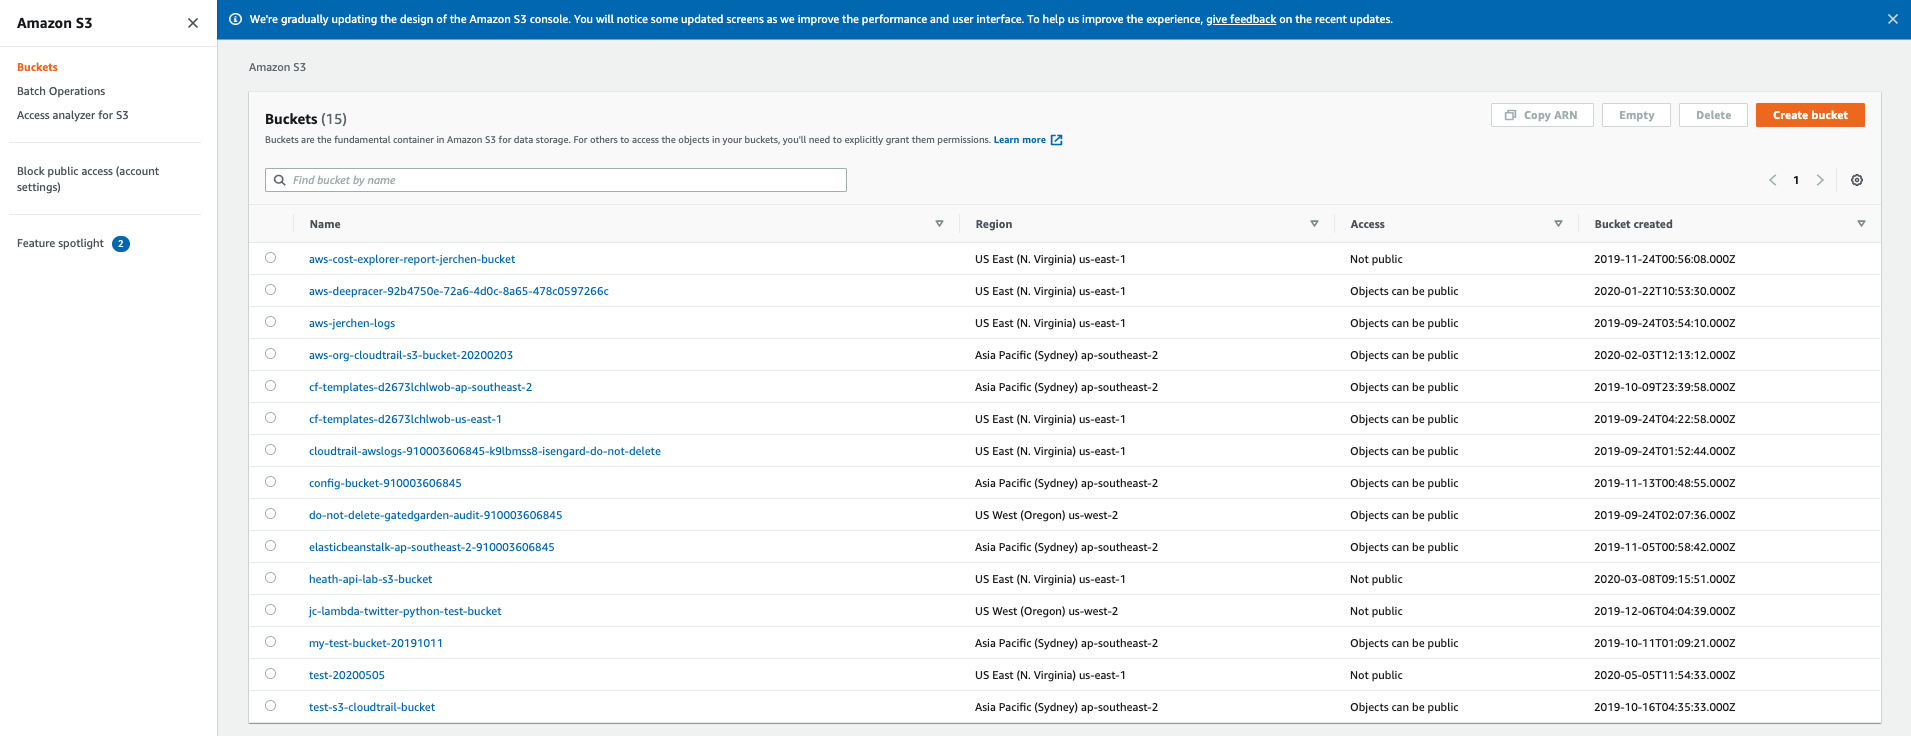 Amazon S3
Buckets
Batch Operations
Access analyzer for S3
Block public access (account
settings)
Feature spotlight 2
We're gradually updating the design of the Amazon S3 console. You will notice some updated screens as we improve the performance and user interface. To help us improve the experience, give feedback on the recent updates.
Amazon S3
Buckets (15)
Copy ARN Empty Delete Create bucket
Buckets are the fundamental container in Amazon S3 for data storage. For others to access the objects in your buckets, you'll need to explicitly grant them permissions. Learn more
Find bucket by name
1
Name Region Access Bucket created
aws-cost-explorer-report-jerchen-bucket US East (N. Virginia) us-east-1 Not public 2019-11-24T00:56:08.000Z
aws-deepracer-92b4750e-72a6-4d0c-8a65-478c0597266c US East (N. Virginia) us-east-1 Objects can be public 2020-01-22T10:53:30.000Z
aws-jerchen-logs US East (N. Virginia) us-east-1 Objects can be public 2019-09-24T03:54:10.000Z
aws-org-cloudtrail-s3-bucket-20200203 Asia Pacific (Sydney) ap-southeast-2 Objects can be public 2020-02-03T12:13:12.000Z
cf-templates-d2673lchlwob-ap-southeast-2 Asia Pacific (Sydney) ap-southeast-2 Objects can be public 2019-10-09T23:39:58.000Z
cf-templates-d2673lchlwob-us-east-1 US East (N. Virginia) us-east-1 Objects can be public 2019-09-24T04:22:58.000Z
cloudtrail-awslogs-910003606845-k9lbmss8-isengard-do-not-delete US East (N. Virginia) us-east-1 Objects can be public 2019-09-24T01:52:44.000Z
config-bucket-910003606845 Asia Pacific (Sydney) ap-southeast-2 Objects can be public 2019-11-13T00:48:55.000Z
do-not-delete-gatedgarden-audit-910003606845 US West (Oregon) us-west-2 Objects can be public 2019-09-24T02:07:36.000Z
elasticbeanstalk-ap-southeast-2-910003606845 Asia Pacific (Sydney) ap-southeast-2 Objects can be public 2019-11-05T00:58:42.000Z
heath-api-lab-s3-bucket US East (N. Virginia) us-east-1 Not public 2020-03-08T09:15:51.000Z
jc-lambda-twitter-python-test-bucket US West (Oregon) us-west-2 Not public 2019-12-06T04:04:39.000Z
my-test-bucket-20191011 Asia Pacific (Sydney) ap-southeast-2 Objects can be public 2019-10-11T01:09:21.000Z
test-20200505 US East (N. Virginia) us-east-1 Not public 2020-05-05T11:54:33.000Z
test-s3-cloudtrail-bucket Asia Pacific (Sydney) ap-southeast-2 Objects can be public 2019-10-16T04:35:33.000Z